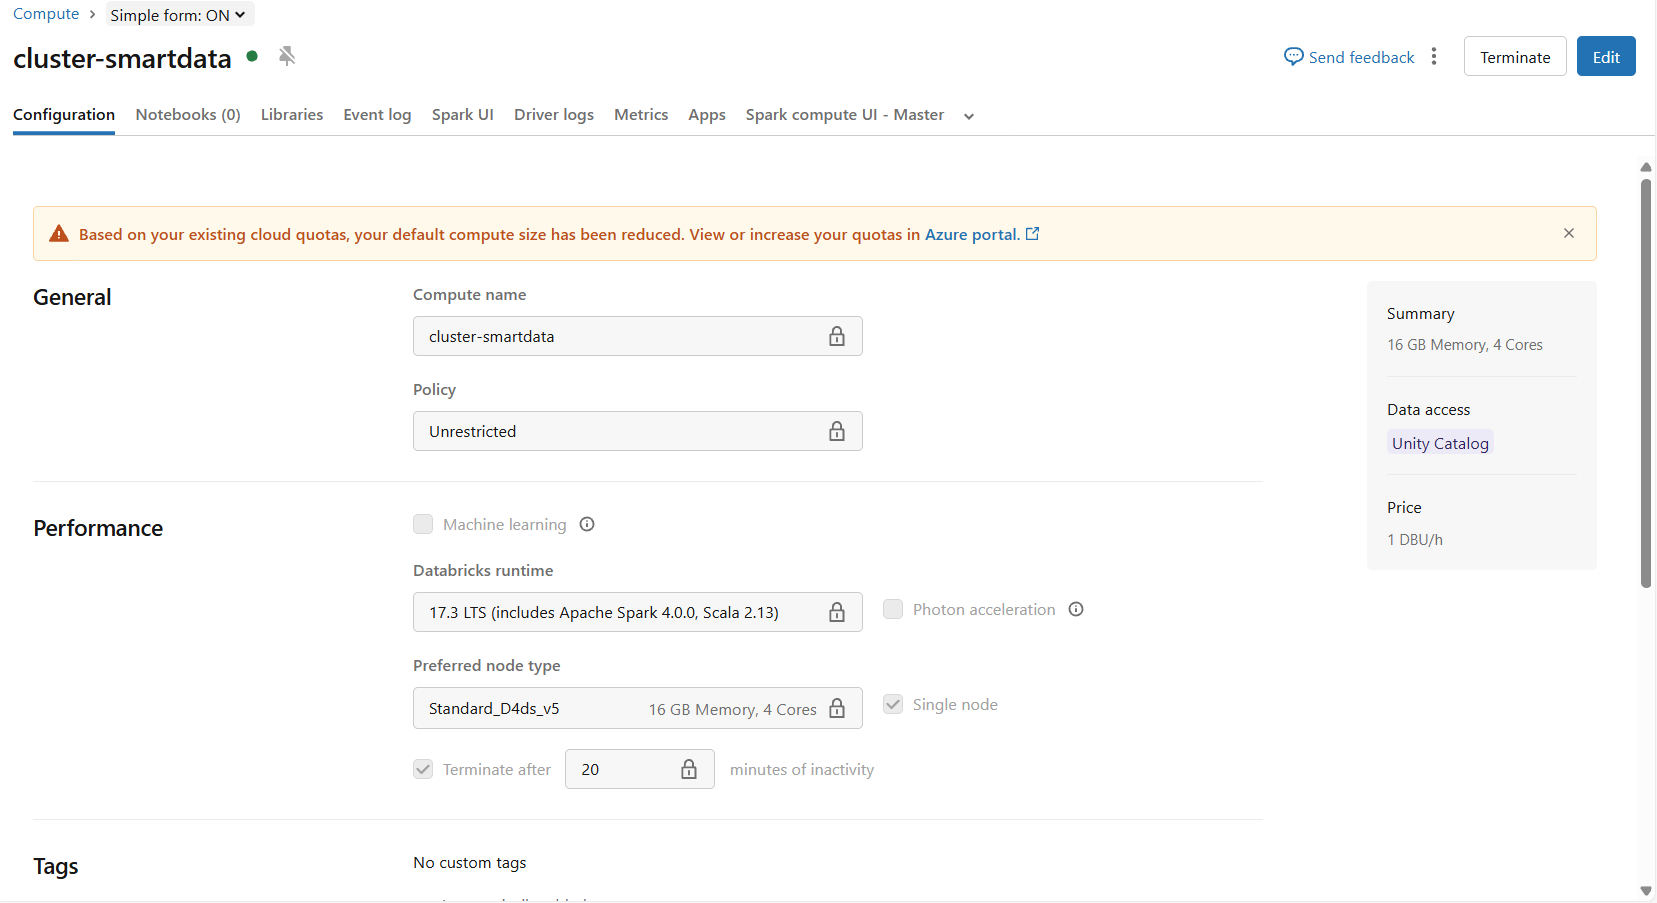 Compute > Simple form: ON
cluster-smartdata
Send feedback
Terminate
Edit
Configuration Notebooks (0) Libraries Event log Spark UI Driver logs Metrics Apps Spark compute UI - Master
Based on your existing cloud quotas, your default compute size has been reduced. View or increase your quotas in Azure portal.
General
Compute name
cluster-smartdata
Policy
Unrestricted
Summary
16 GB Memory, 4 Cores
Data access
Unity Catalog
Price
1 DBU/h
Performance
Machine learning
Databricks runtime
17.3 LTS (includes Apache Spark 4.0.0, Scala 2.13)
Photon acceleration
Preferred node type
Standard_D4ds_v5 16 GB Memory, 4 Cores
Single node
Terminate after 20 minutes of inactivity
Tags
No custom tags